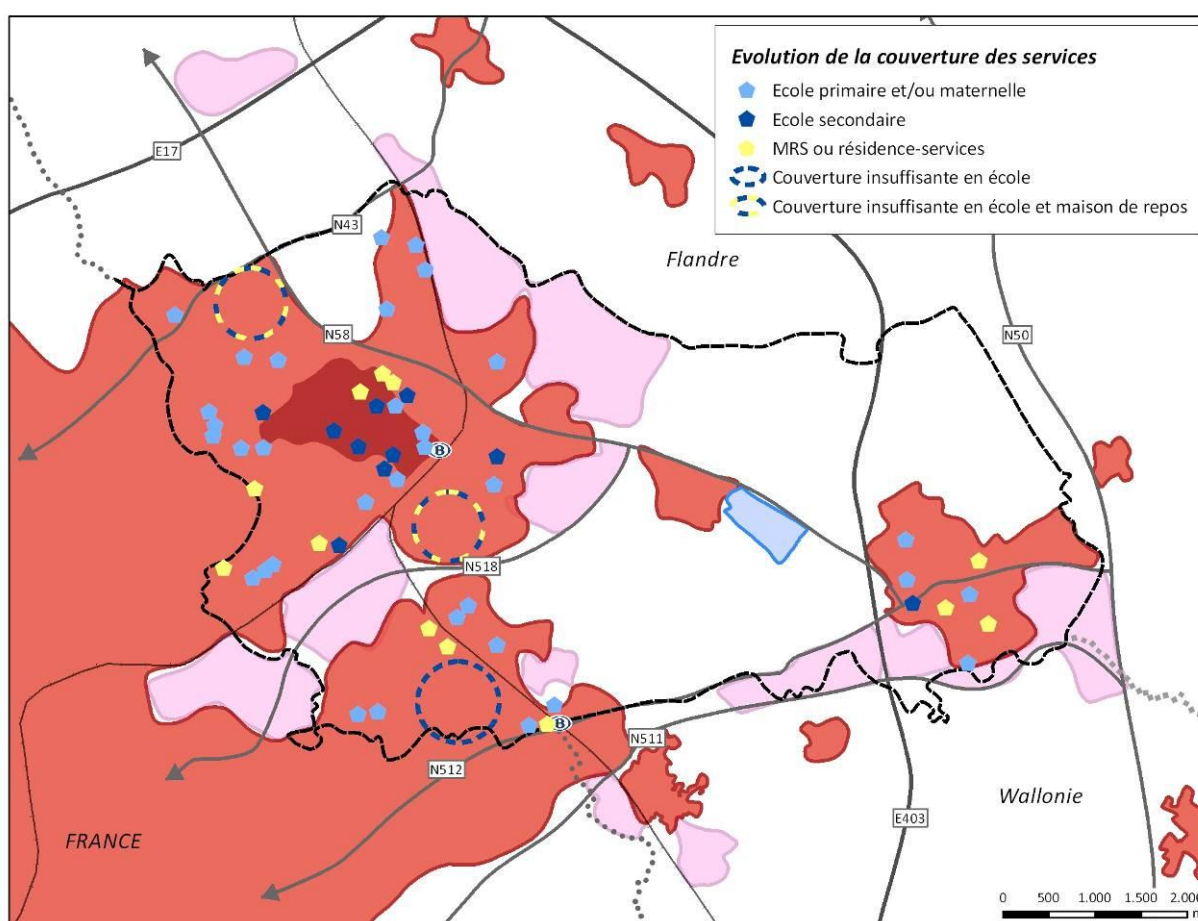 Evolution de la couverture des services
Ecole primaire et/ou maternelle
Ecole secondaire
MRS ou résidence-services
Couverture insuffisante en école
Couverture insuffisante en école et maison de repos
E17
N43
Flandre
N58
N50
B
N518
B
N511
N512
Wallonie
E403
FRANCE
0 500 1.000 1.500 2.000